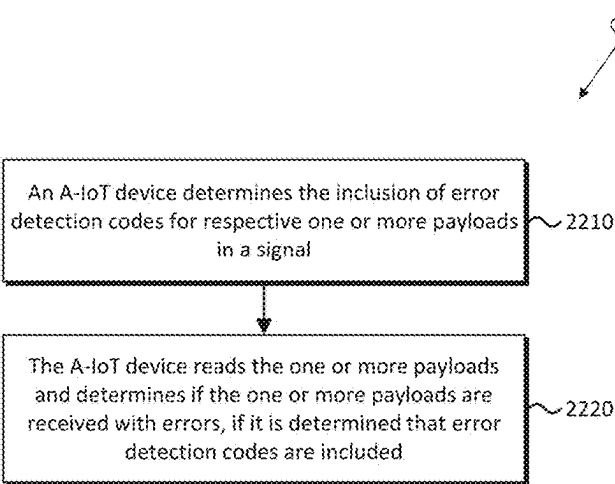 An A-IoT device determines the inclusion of error
detection codes for respective one or more payloads
in a signal
2210
The A-IoT device reads the one or more payloads
and determines if the one or more payloads are
received with errors, if it is determined that error
detection codes are included
2220